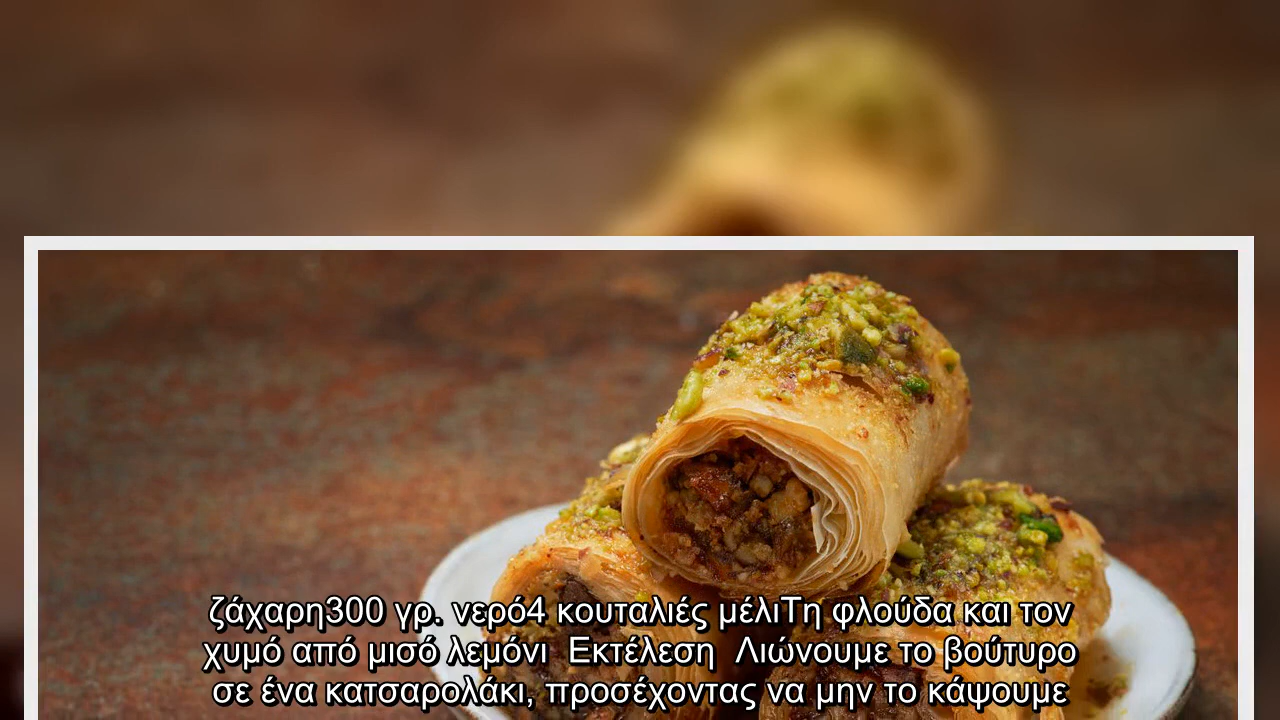 ζάχαρη300 γρ. νερό4 κουταλιές μέλιΤη φλούδα και τον
χυμό από μισό λεμόνι  Εκτέλεση  Λιώνουμε το βούτυρο
σε ένα κατσαρολάκι, προσέχοντας να μην το κάψουμε